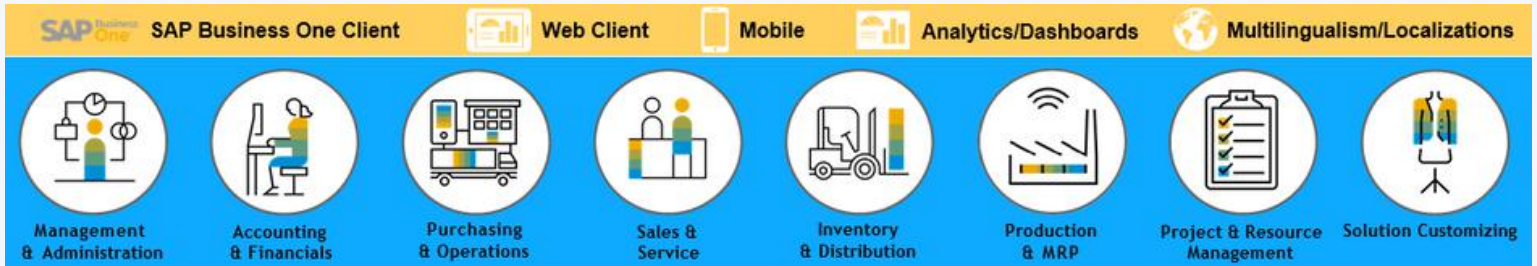 SAP Business One SAP Business One Client Web Client Mobile Analytics/Dashboards Multilingualism/Localizations
Management
& Administration
Accounting
& Financials
Purchasing
& Operations
Sales &
Service
Inventory
& Distribution
Production
& MRP
Project & Resource
Management
Solution Customizing